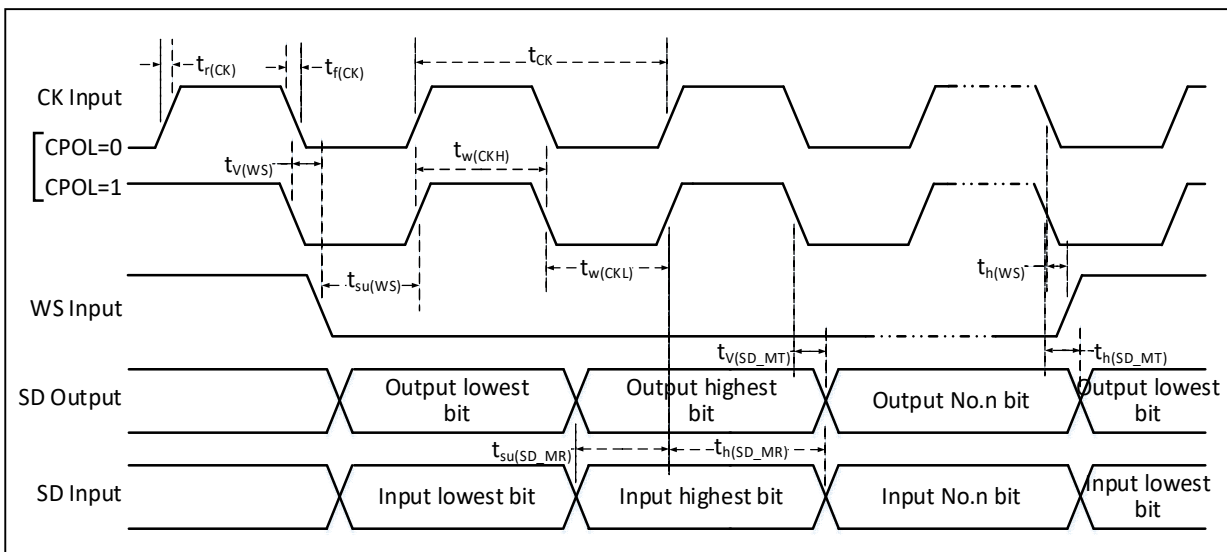 tCK
tr(CK)
tf(CK)
CK Input
CPOL=0
tV(WS)
tw(CKH)
CPOL=1
tw(CKL)
th(WS)
tsu(WS)
WS Input
tV(SD_MT)
th(SD_MT)
SD Output
Output lowest
bit
Output highest
bit
Output No.n bit
Output lowest
bit
tsu(SD_MR)
th(SD_MR)
SD Input
Input lowest bit
Input highest bit
Input No.n bit
Input lowest
bit